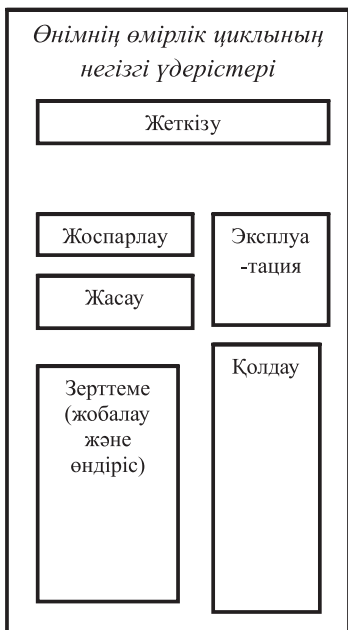 Өнімнің өмірлік циклының
негізгі үдерістері
Жеткізу
Жоспарлау
Жасау
Эксплуа
-тация
Зерттеме
(жобалау
және
өндіріс)
Қолдау